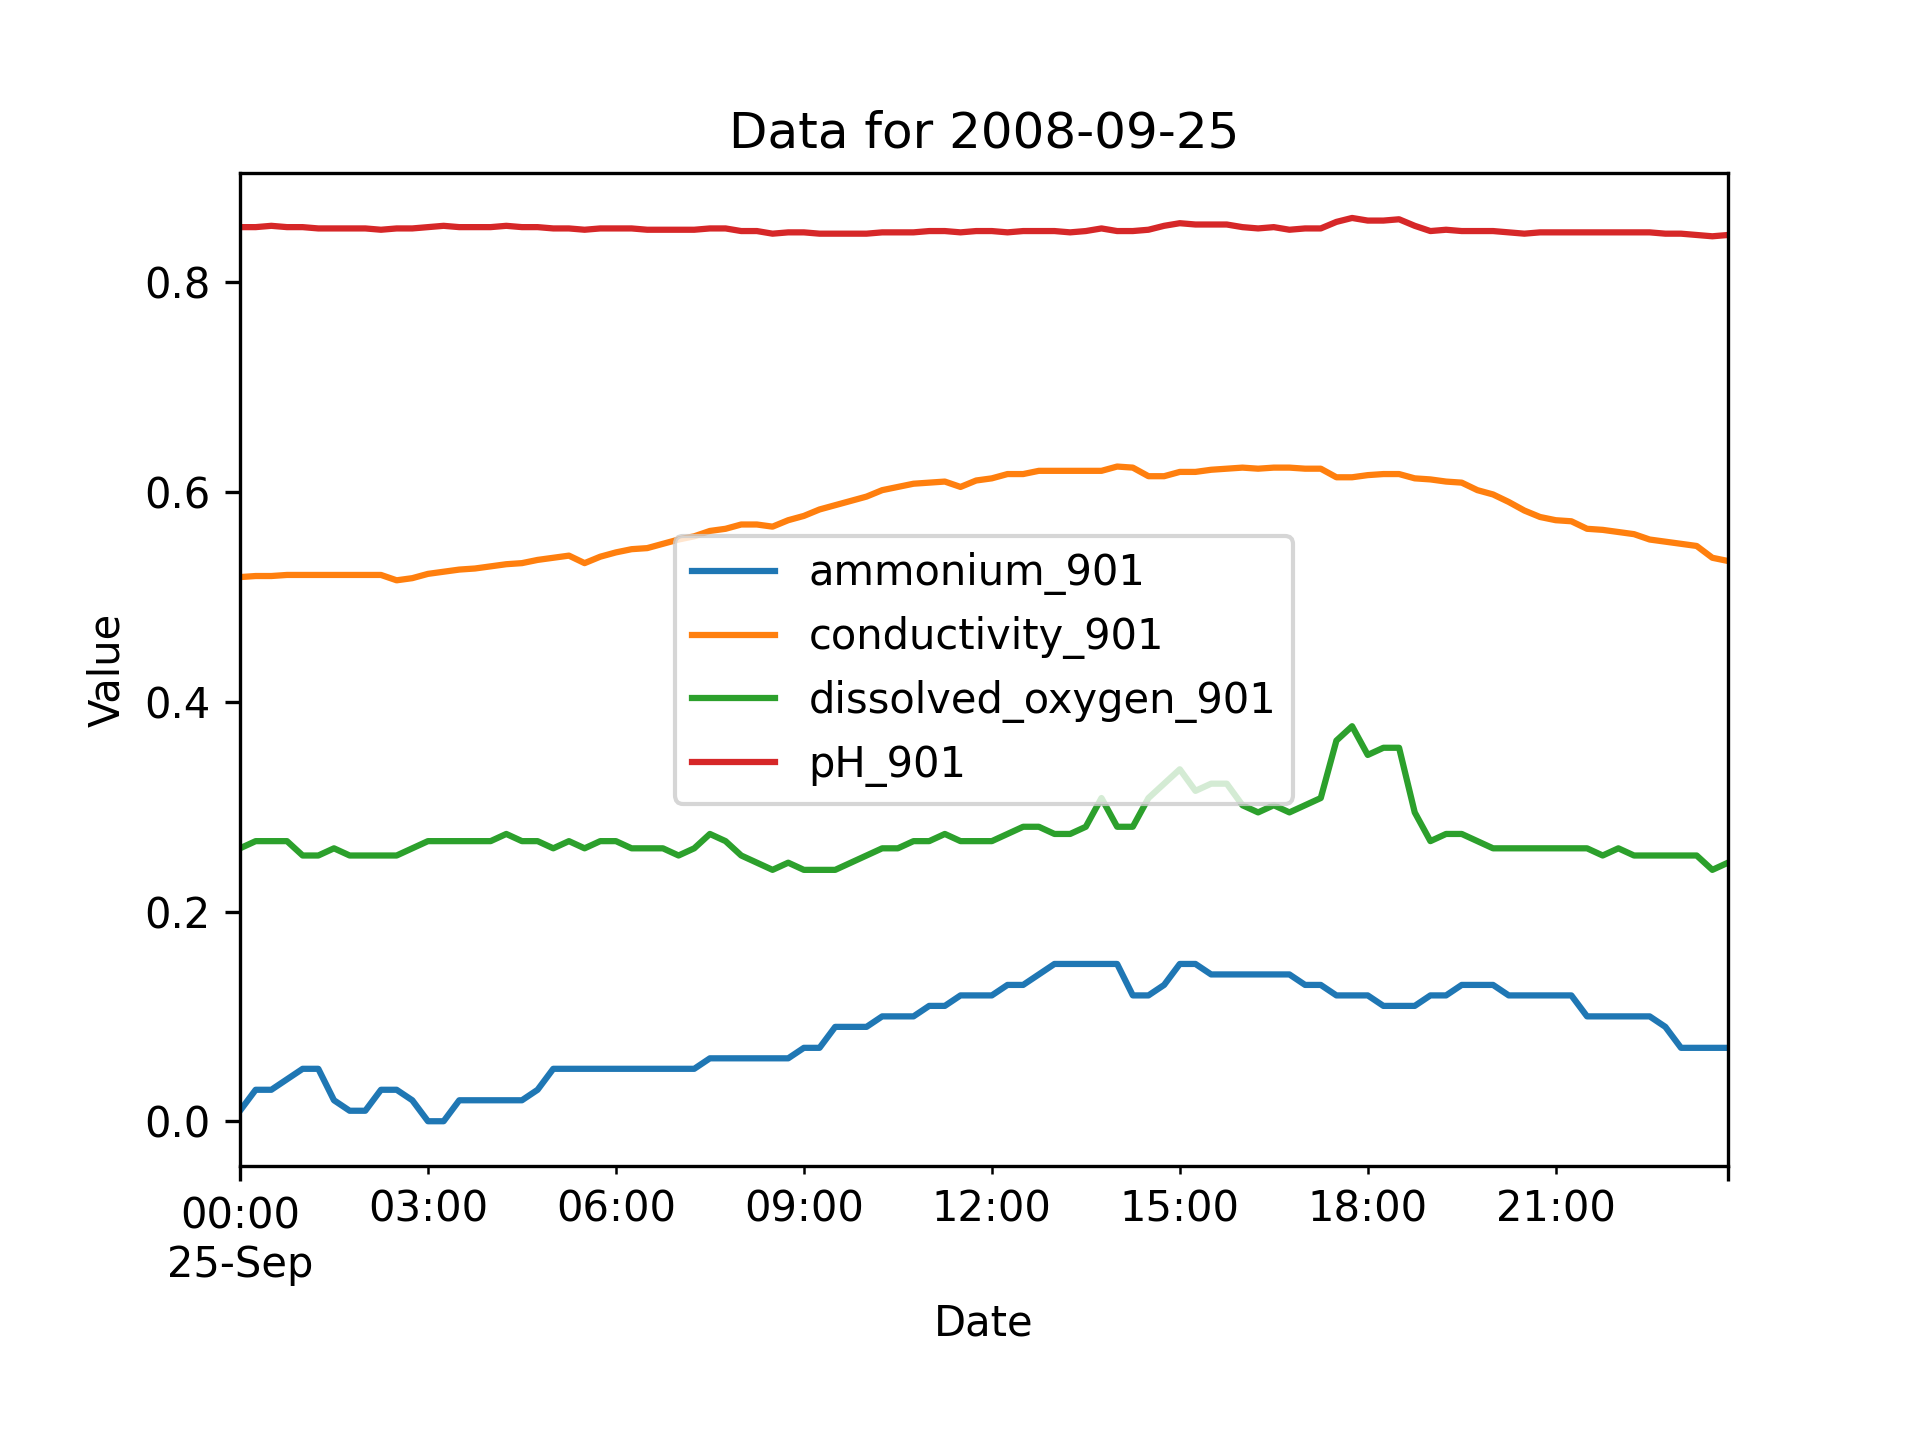 Data for 2008-09-25
Value
0.8
0.6
0.4
0.2
0.0
ammonium_901
conductivity_901
dissolved_oxygen_901
pH_901
00:00 03:00 06:00 09:00 12:00 15:00 18:00 21:00
25-Sep
Date